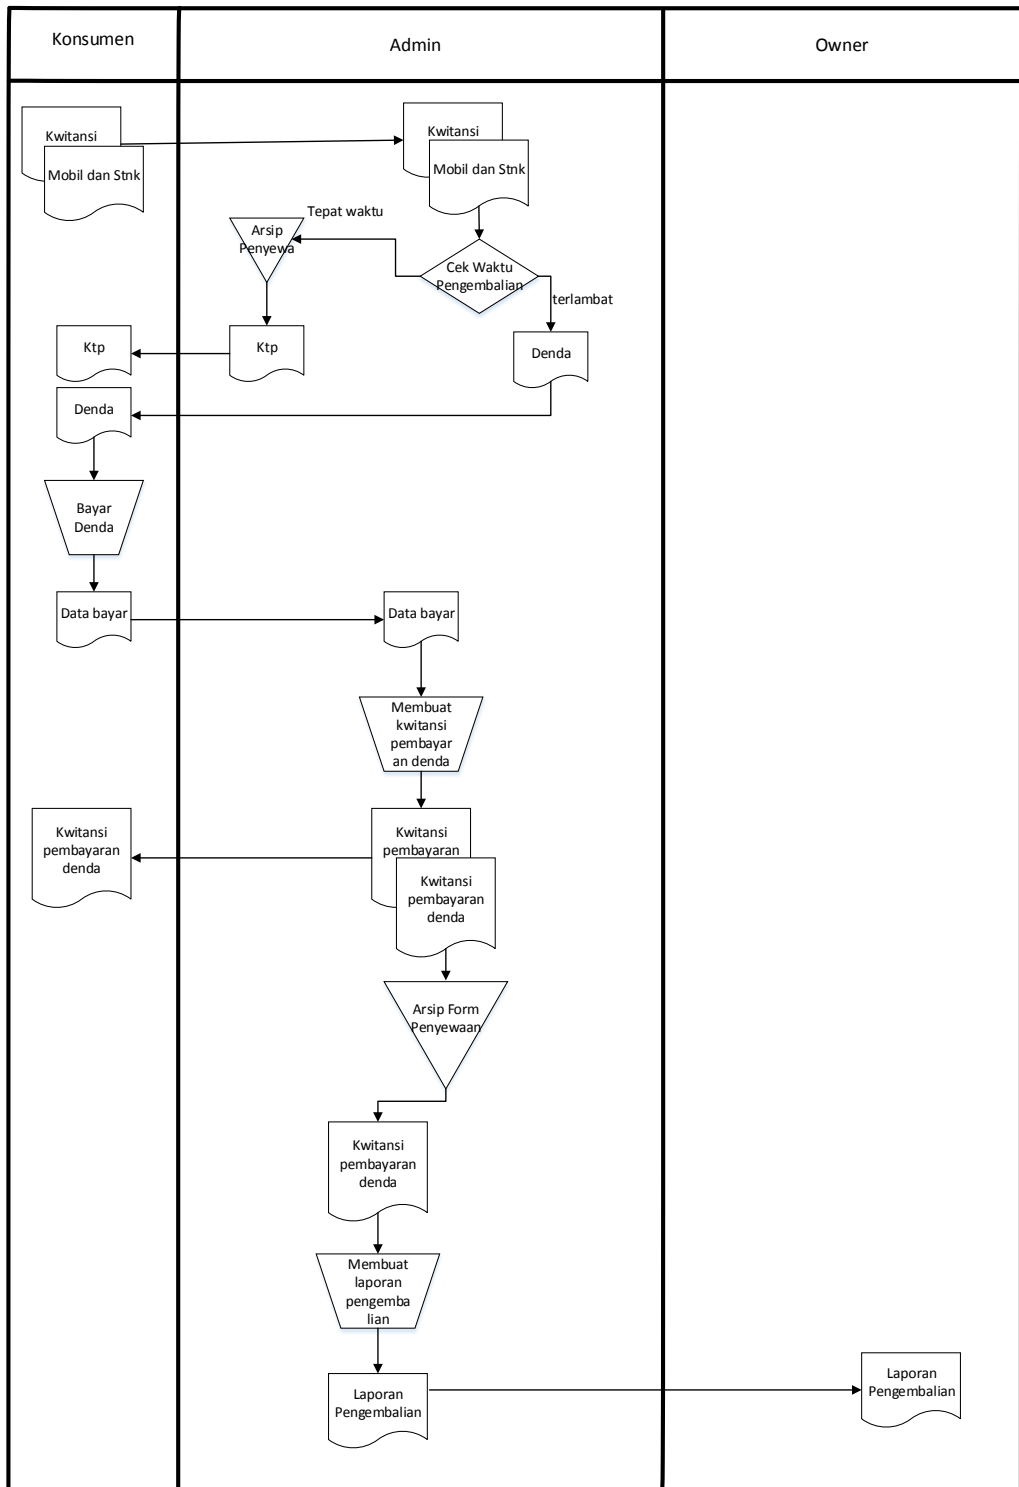 Konsumen
Admin
Owner
Kwitansi
Mobil dan Stnk
Kwitansi
Mobil dan Stnk
Tepat waktu
Arsip
Penyewa
Cek Waktu
Pengembalian
terlambat
Ktp
Ktp
Denda
Denda
Bayar
Denda
Data bayar
Data bayar
Membuat
kwitansi
pembayar
an denda
Kwitansi
pembayaran
denda
Kwitansi
pembayaran
Kwitansi
pembayaran
denda
Arsip Form
Penyewaan
Kwitansi
pembayaran
denda
Membuat
laporan
pengemba
lian
Laporan
Pengembalian
Laporan
Pengembalian